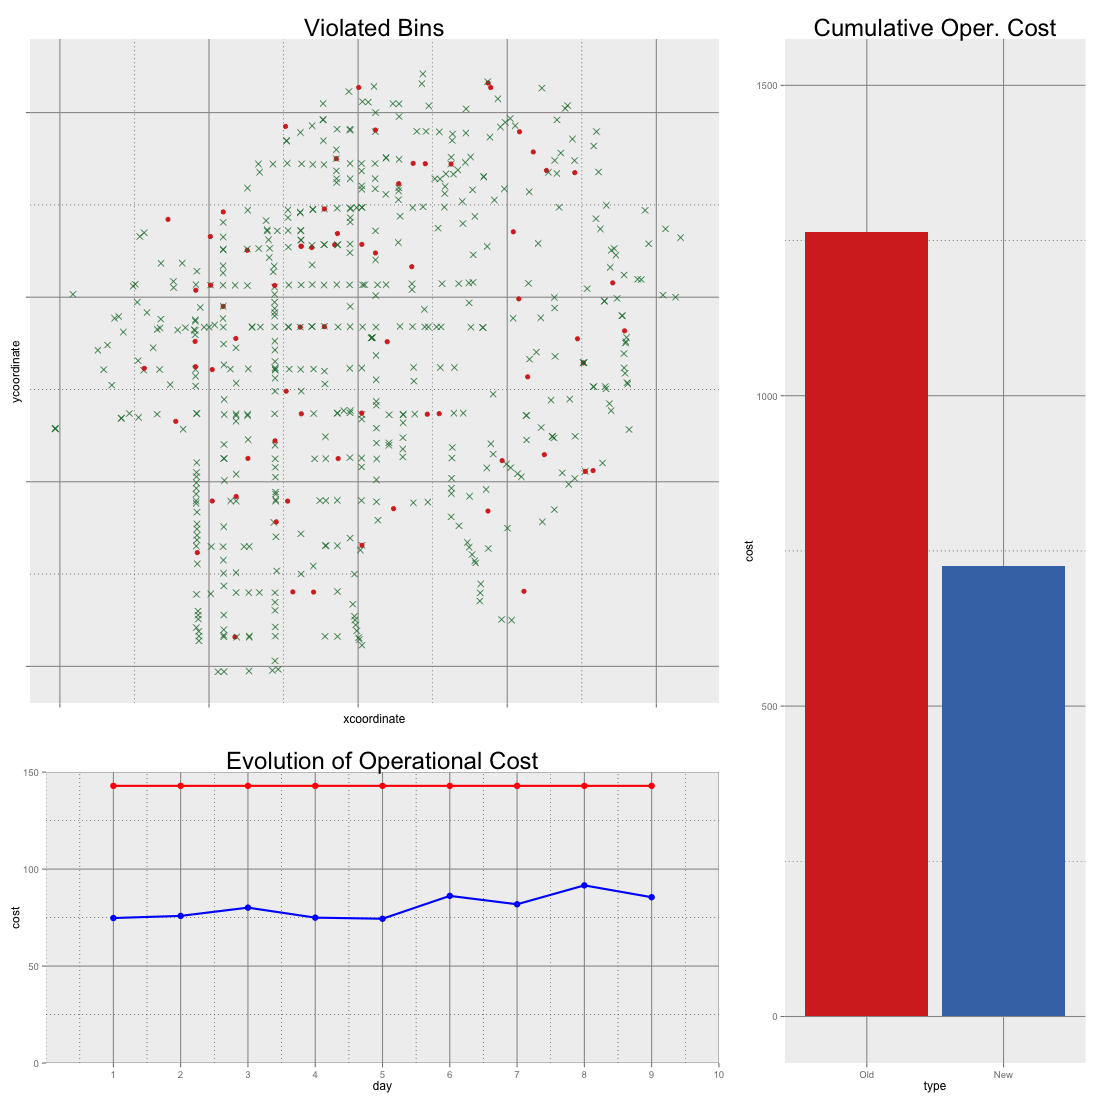 Violated Bins
ycoordinate
xcoordinate
Evolution of Operational Cost
cost
150
100
50
0
1 2 3 4 5 6 7 8 9 10
day
Cumulative Oper. Cost
cost
1500
1000
500
0
Old New
type